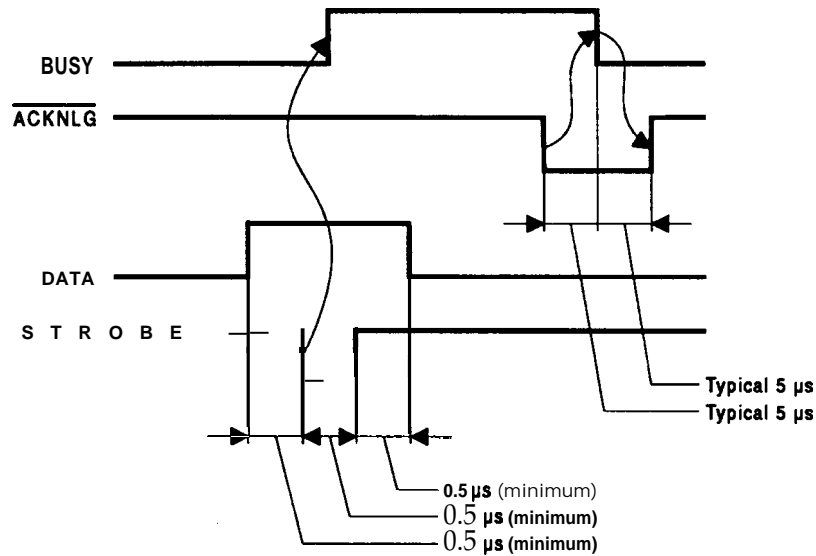 BUSY
ACKNLG
DATA
S T R O B E
Typical 5 µs
Typical 5 µs
0.5 µs (minimum)
0.5 µs (minimum)
0.5 µs (minimum)